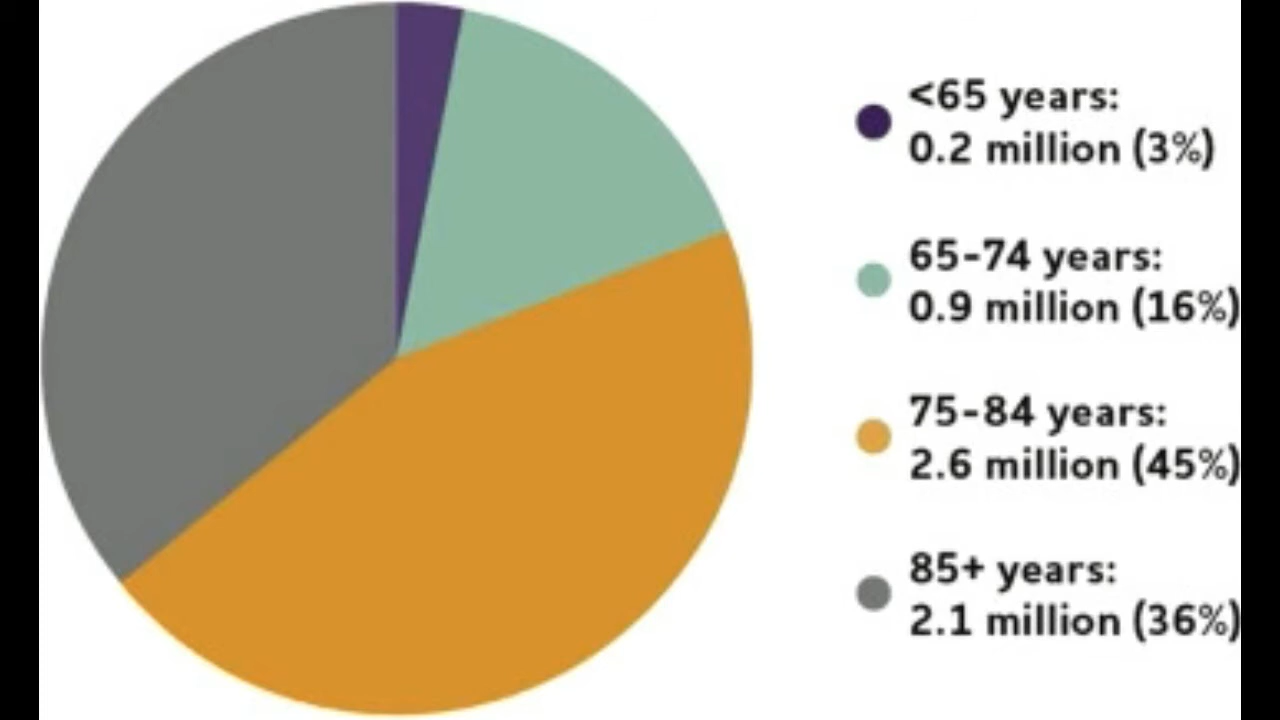 <65 years:
0.2 million (3%)
65-74 years:
0.9 million (16%)
75-84 years:
2.6 million (45%)
85+ years:
2.1 million (36%)